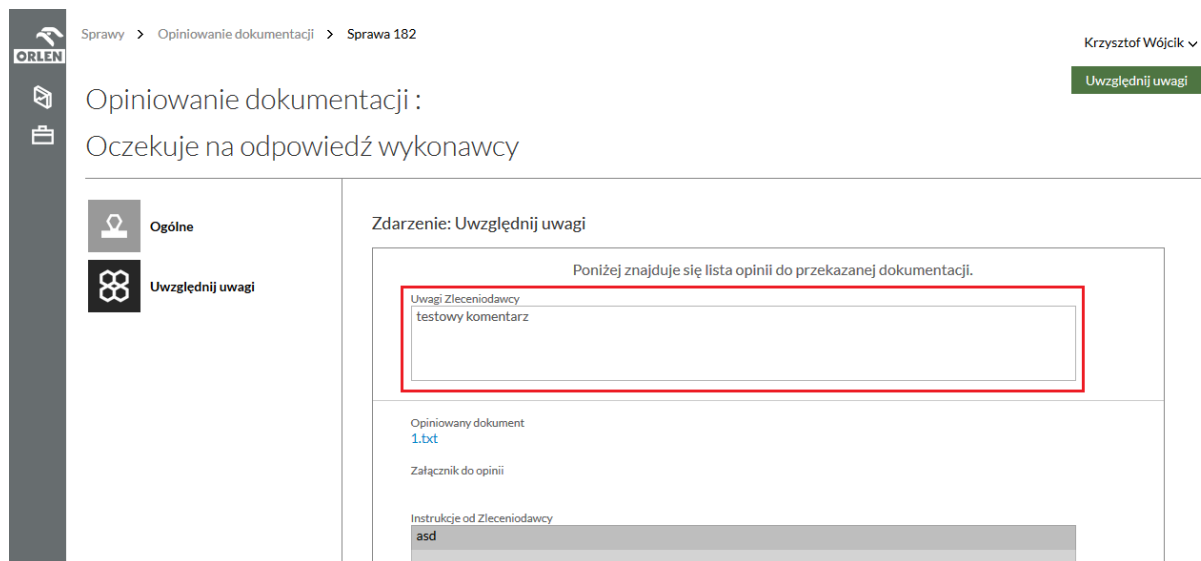 ORLEN
Sprawy > Opiniowanie dokumentacji > Sprawa 182
Krzysztof Wójcik
Uwzględnij uwagi
Opiniowanie dokumentacji :
Oczekuje na odpowiedź wykonawcy
Ogólne
Uwzględnij uwagi
Zdarzenie: Uwzględnij uwagi
Poniżej znajduje się lista opinii do przekazanej dokumentacji.
Uwagi Zleceniodawcy
testowy komentarz
Opiniowany dokument
1.txt
Załącznik do opinii
Instrukcje od Zleceniodawcy
asd